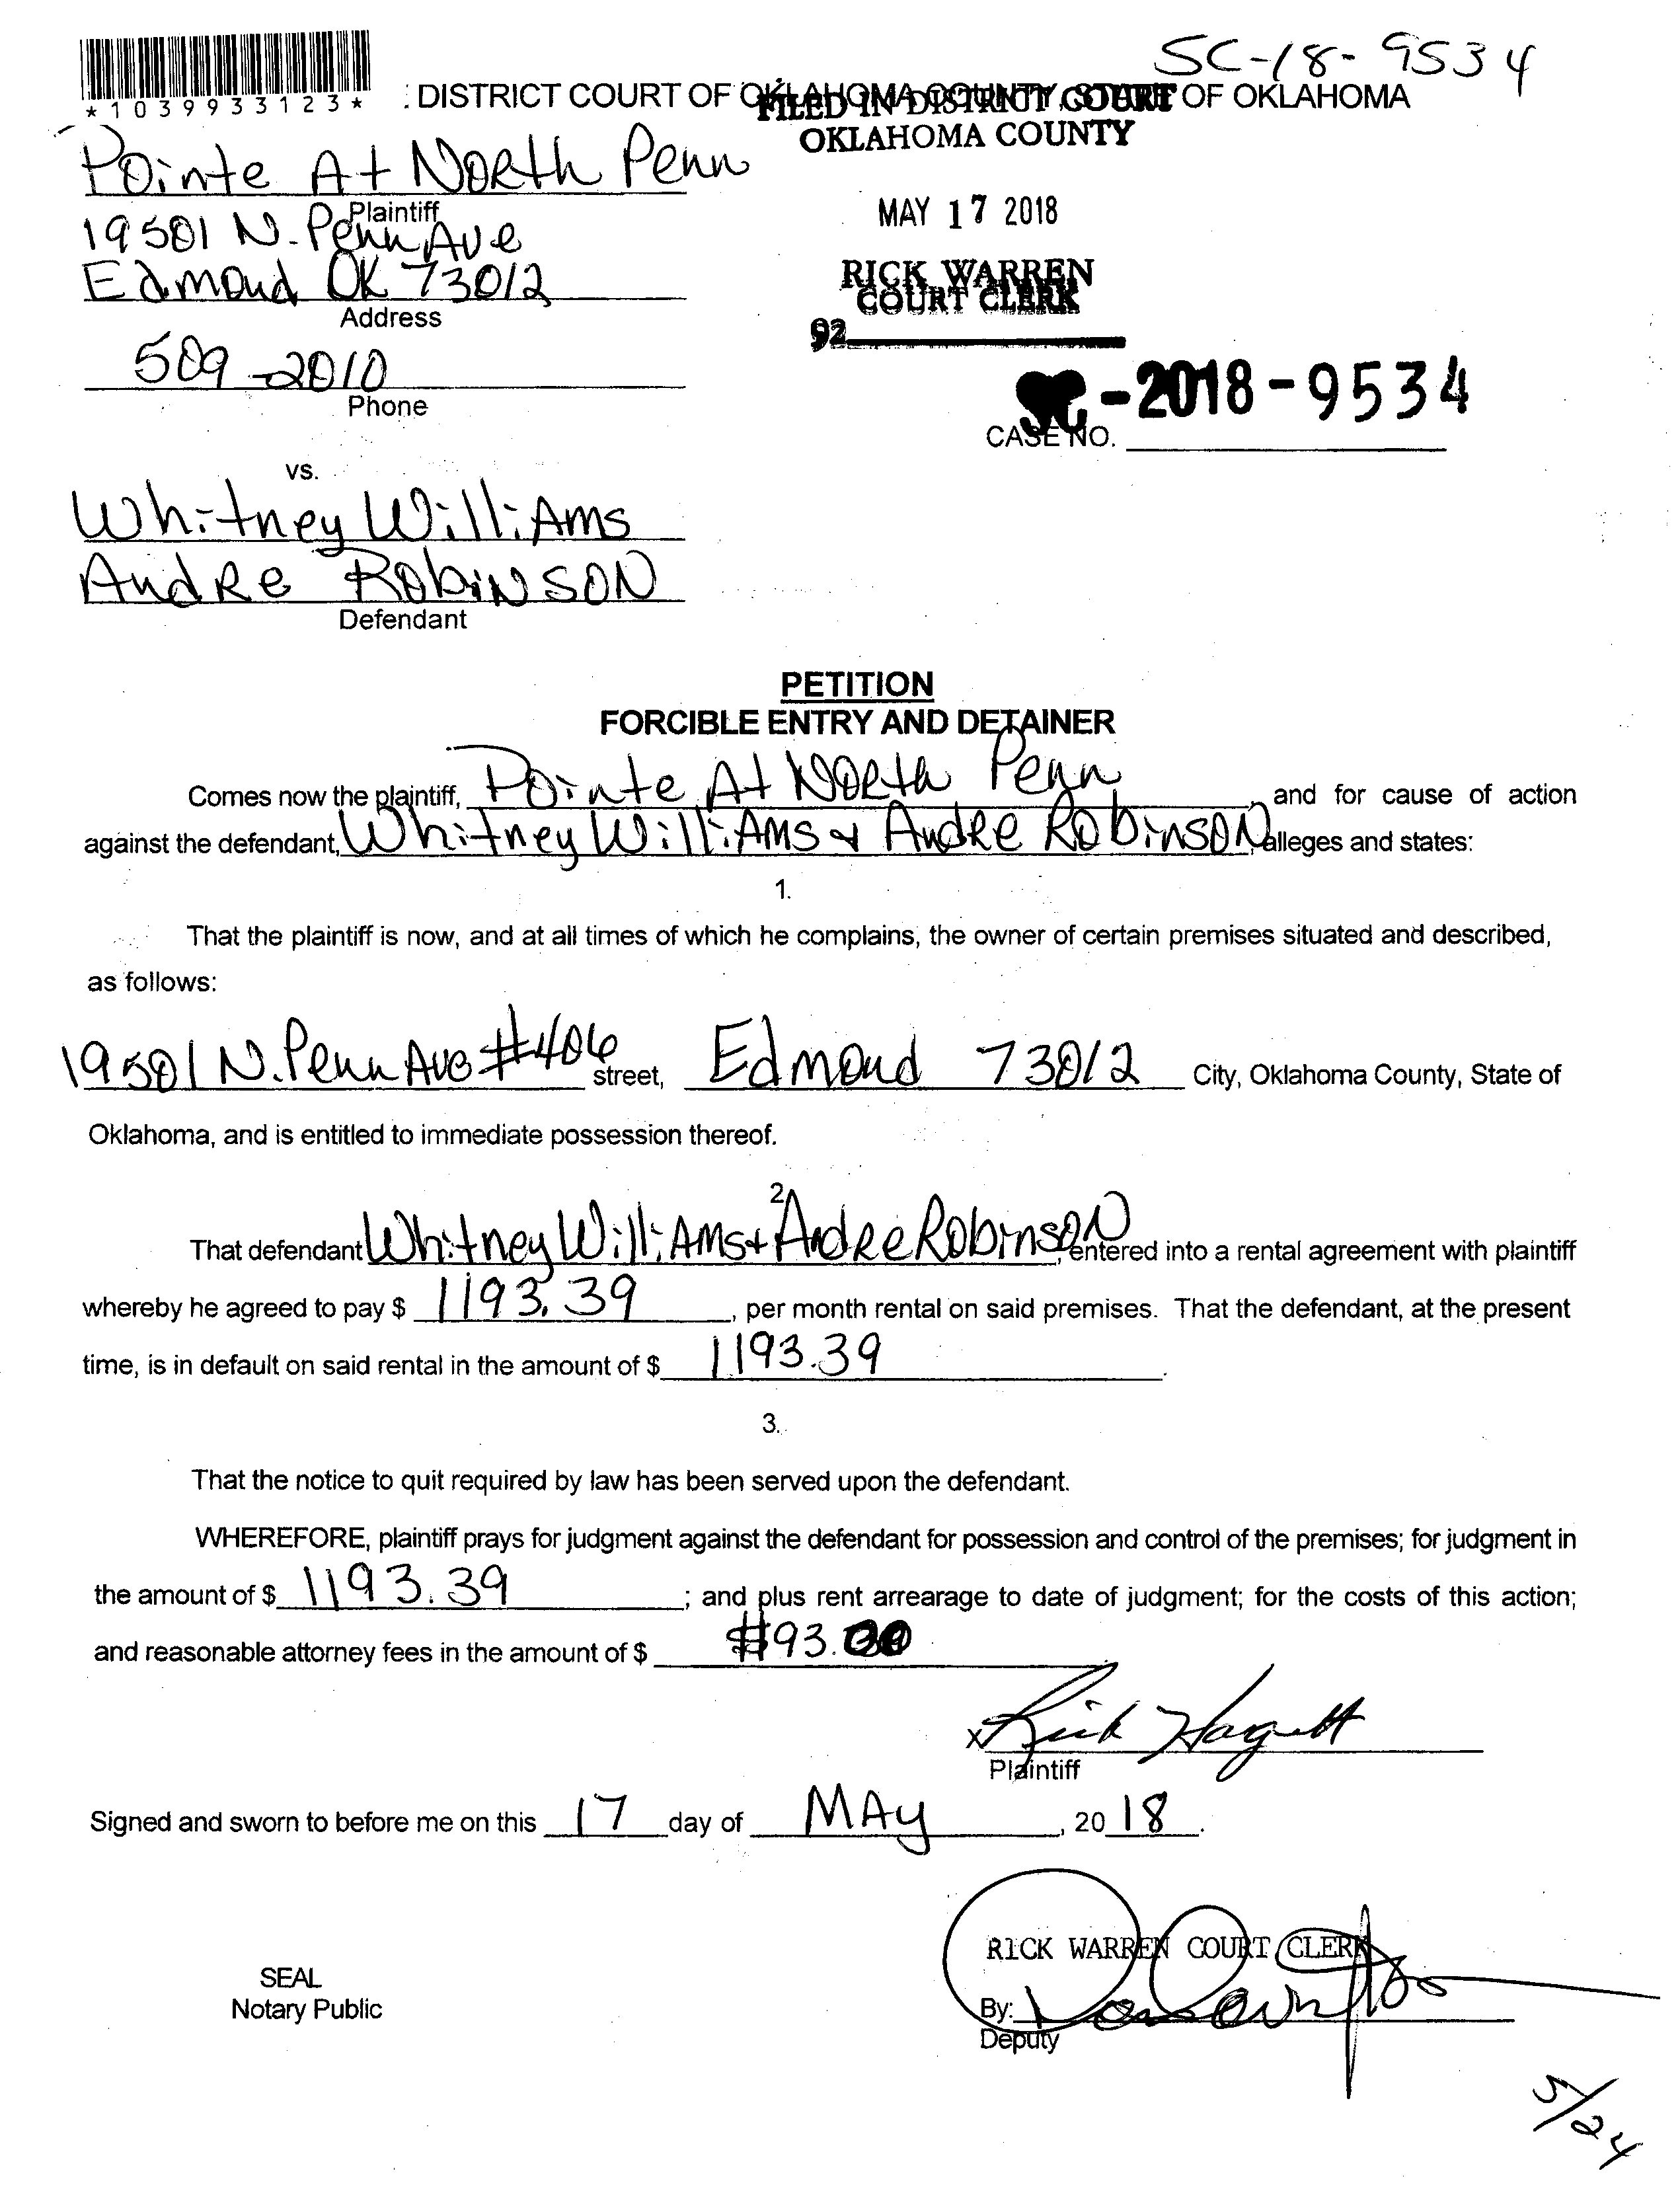 SC-18-9534
*1039933123*
: DISTRICT COURT OF OKLAHOMA COUNTY, STATE OF OKLAHOMA
FILED IN DISTRICT COURT
OKLAHOMA COUNTY
Pointe At North Penn
Plaintiff
MAY 17 2018
19501 N. Penn Ave
Edmond OK 73012
Address
RICK WARREN
COURT CLERK
92
509-2010
Phone
SC-2018-9534
CASE NO.
vs.
Whitney Williams
Andre Robinson
Defendant
PETITION
FORCIBLE ENTRY AND DETAINER
Comes now the plaintiff, Pointe At North Penn, and for cause of action
against the defendant, Whitney Williams & Andre Robinson, alleges and states:
1.
That the plaintiff is now, and at all times of which he complains, the owner of certain premises situated and described,
as follows:
19501 N. Penn Ave #406 street, Edmond 73012 City, Oklahoma County, State of
Oklahoma, and is entitled to immediate possession thereof.
2.
That defendant Whitney Williams + Andre Robinson, entered into a rental agreement with plaintiff
whereby he agreed to pay $ 1193.39, per month rental on said premises. That the defendant, at the present
time, is in default on said rental in the amount of $ 1193.39.
3.
That the notice to quit required by law has been served upon the defendant.
WHEREFORE, plaintiff prays for judgment against the defendant for possession and control of the premises; for judgment in
the amount of $ 1193.39; and plus rent arrearage to date of judgment; for the costs of this action;
and reasonable attorney fees in the amount of $ $193.00
x Rick
Plaintiff
Signed and sworn to before me on this 17 day of MAy, 20 18.
RICK WARREN COURT CLERK
SEAL
Notary Public
By:
Deputy
5/24